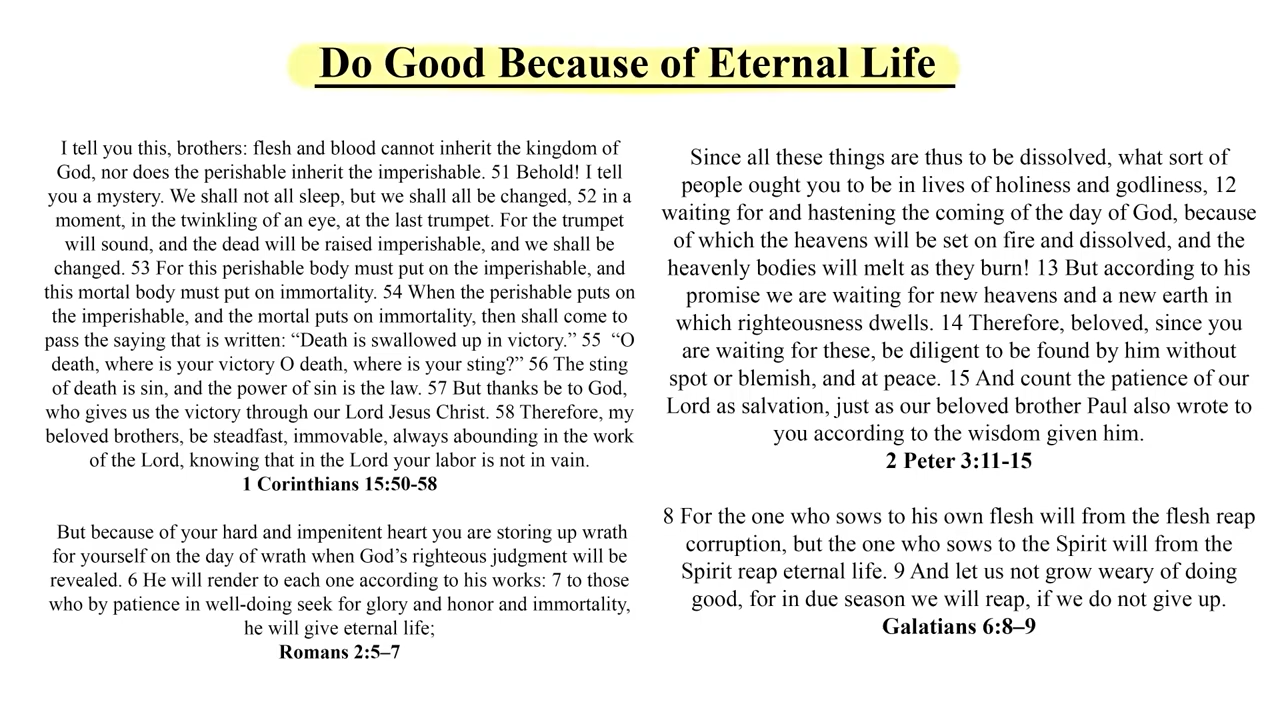 Do Good Because of Eternal Life
I tell you this, brothers: flesh and blood cannot inherit the kingdom of
God, nor does the perishable inherit the imperishable. 51 Behold! I tell
you a mystery. We shall not all sleep, but we shall all be changed, 52 in a
moment, in the twinkling of an eye, at the last trumpet. For the trumpet
will sound, and the dead will be raised imperishable, and we shall be
changed. 53 For this perishable body must put on the imperishable, and
this mortal body must put on immortality. 54 When the perishable puts on
the imperishable, and the mortal puts on immortality, then shall come to
pass the saying that is written: “Death is swallowed up in victory.” 55 “O
death, where is your victory O death, where is your sting?” 56 The sting
of death is sin, and the power of sin is the law. 57 But thanks be to God,
who gives us the victory through our Lord Jesus Christ. 58 Therefore, my
beloved brothers, be steadfast, immovable, always abounding in the work
of the Lord, knowing that in the Lord your labor is not in vain.
1 Corinthians 15:50-58
But because of your hard and impenitent heart you are storing up wrath
for yourself on the day of wrath when God’s righteous judgment will be
revealed. 6 He will render to each one according to his works: 7 to those
who by patience in well-doing seek for glory and honor and immortality,
he will give eternal life;
Romans 2:5–7
Since all these things are thus to be dissolved, what sort of
people ought you to be in lives of holiness and godliness, 12
waiting for and hastening the coming of the day of God, because
of which the heavens will be set on fire and dissolved, and the
heavenly bodies will melt as they burn! 13 But according to his
promise we are waiting for new heavens and a new earth in
which righteousness dwells. 14 Therefore, beloved, since you
are waiting for these, be diligent to be found by him without
spot or blemish, and at peace. 15 And count the patience of our
Lord as salvation, just as our beloved brother Paul also wrote to
you according to the wisdom given him.
2 Peter 3:11-15
8 For the one who sows to his own flesh will from the flesh reap
corruption, but the one who sows to the Spirit will from the
Spirit reap eternal life. 9 And let us not grow weary of doing
good, for in due season we will reap, if we do not give up.
Galatians 6:8–9